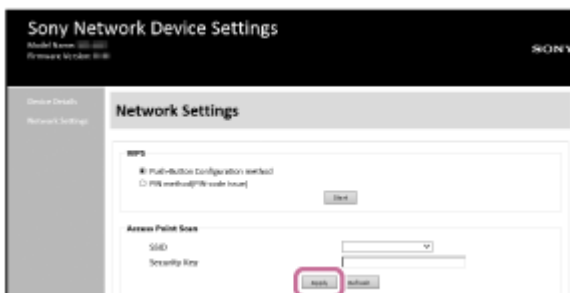 Sony Network Device Settings
Model Name:
Firmware Version:
SONY
Device Details
Network Settings
Network Settings
WPS
Push-Button Configuration method
PIN method(PIN code issue)
Start
Access Point Scan
SSID
Security Key
Apply
Refresh